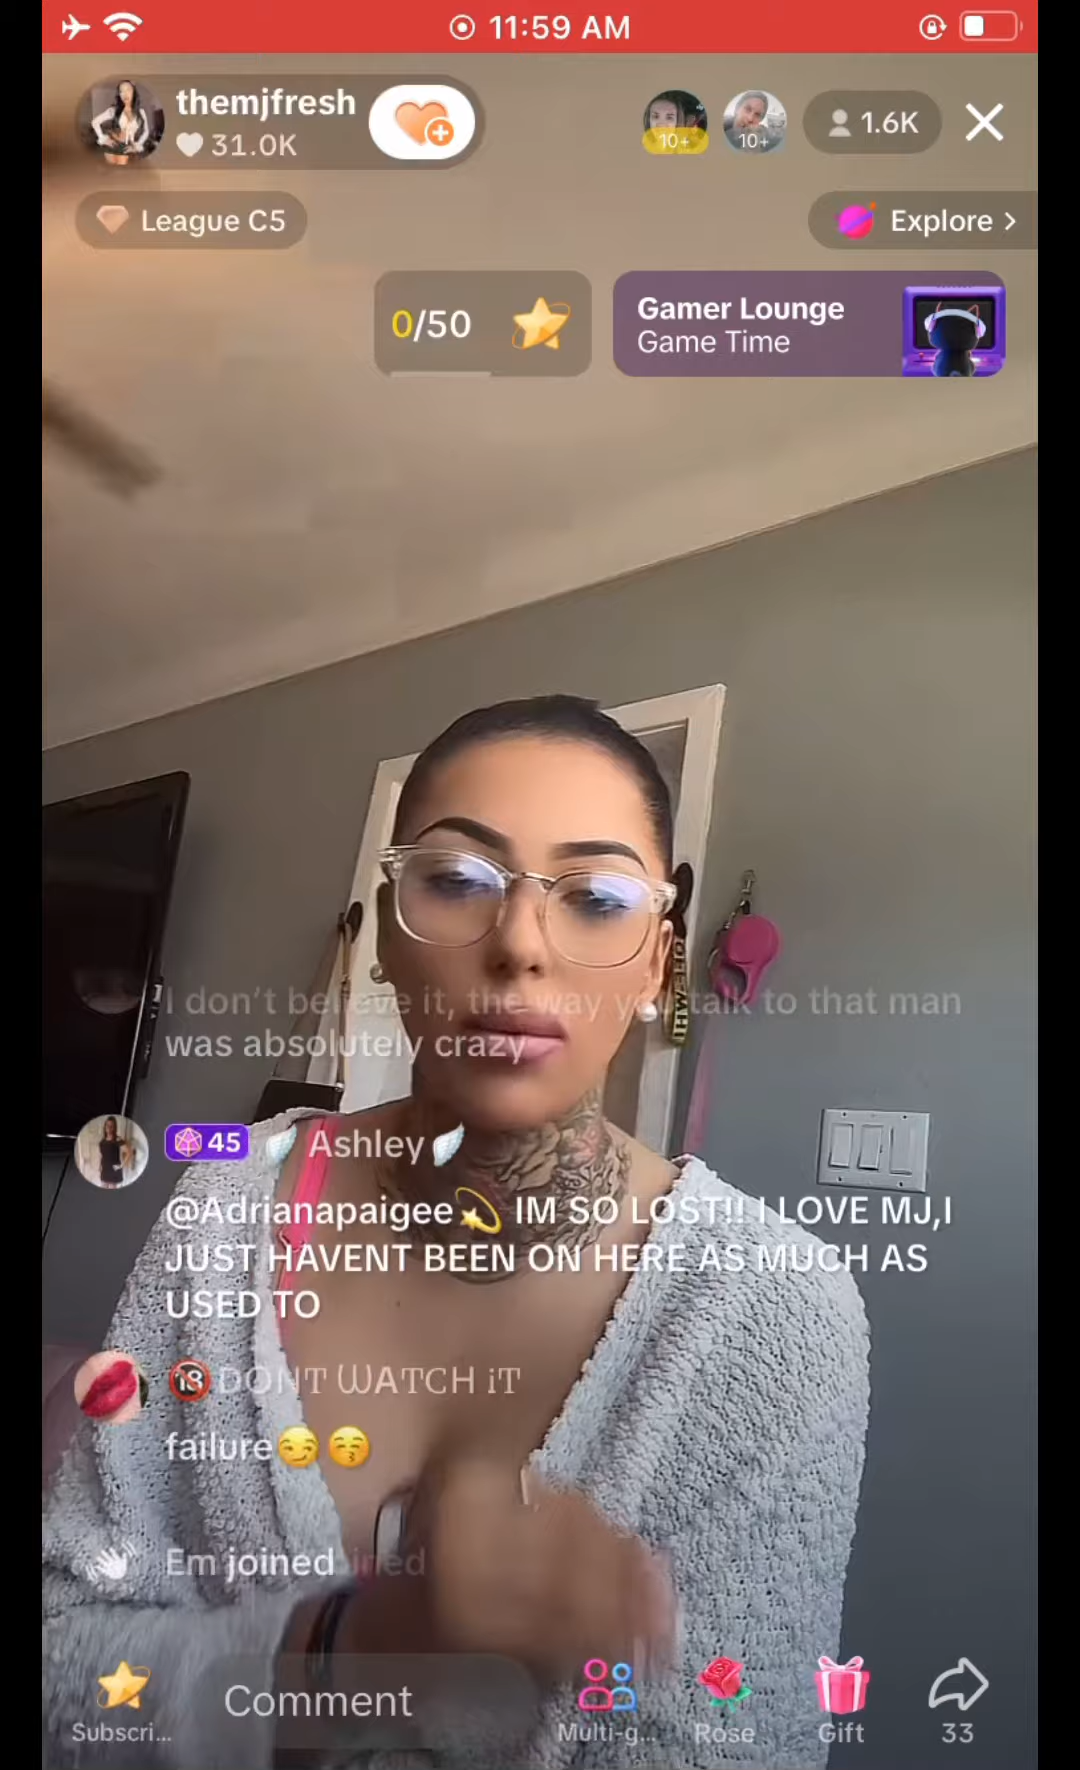 11:59 AM
themjfresh
31.0K
10+
10+
1.6K
League C5
Explore >
0/50
Gamer Lounge
Game Time
I don't believe it, the way you talk to that man
was absolutely crazy
45 Ashley
@Adrianapaigee💫 IM SO LOST!! I LOVE MJ,I
JUST HAVENT BEEN ON HERE AS MUCH AS
USED TO
🔞 DONT WATCH iT
failure😏😚
Em joined
Subscri...
Comment
Multi-g...
Rose
Gift
33